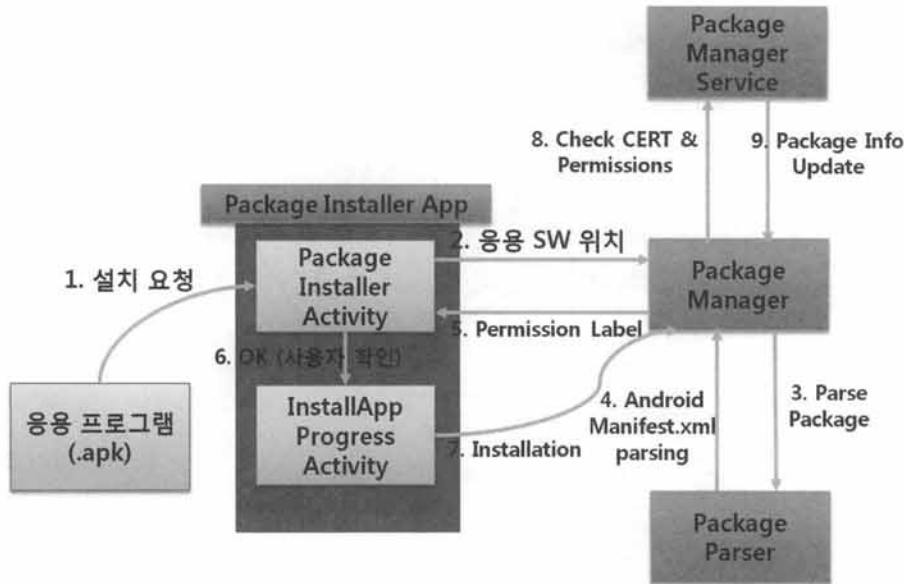 Package
Manager
Service
8. Check CERT &
Permissions
9. Package Info
Update
Package Installer App
1. 설치 요청
Package
Installer
Activity
2. 응용 SW 위치
Package
Manager
5. Permission Label
6. OK (사용자 확인)
응용 프로그램
(.apk)
InstallApp
Progress
Activity
7. Installation
4. Android
Manifest.xml
parsing
3. Parse
Package
Package
Parser